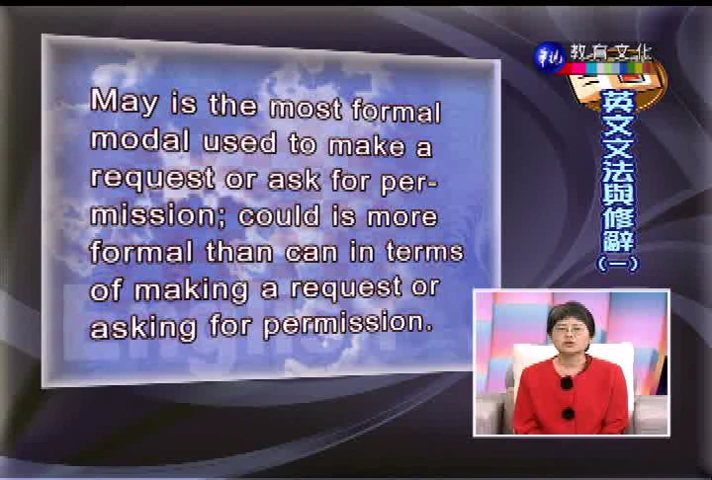 May is the most formal
modal used to make a
request or ask for per-
mission; could is more
formal than can in terms
of making a request or
asking for permission.
華視
教育文化
英文文法與修辭
(一)